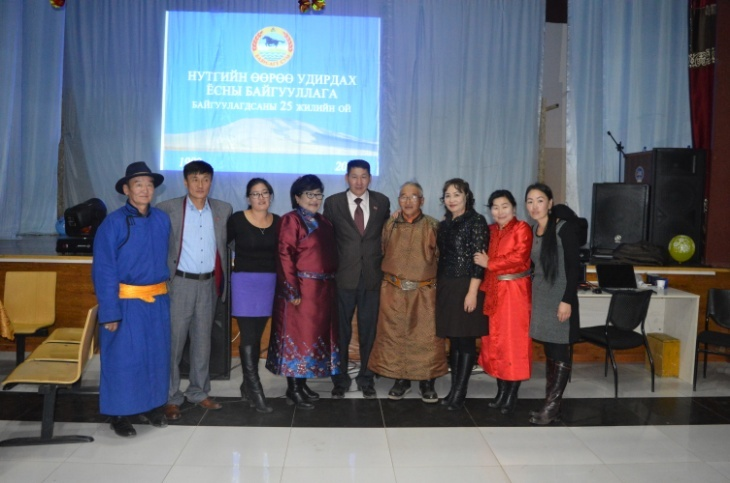 НУТГИЙН ӨӨРӨӨ УДИРДАХ
ЁСНЫ БАЙГУУЛЛАГА
БАЙГУУЛАГДСАНЫ 25 ЖИЛИЙН ОЙ